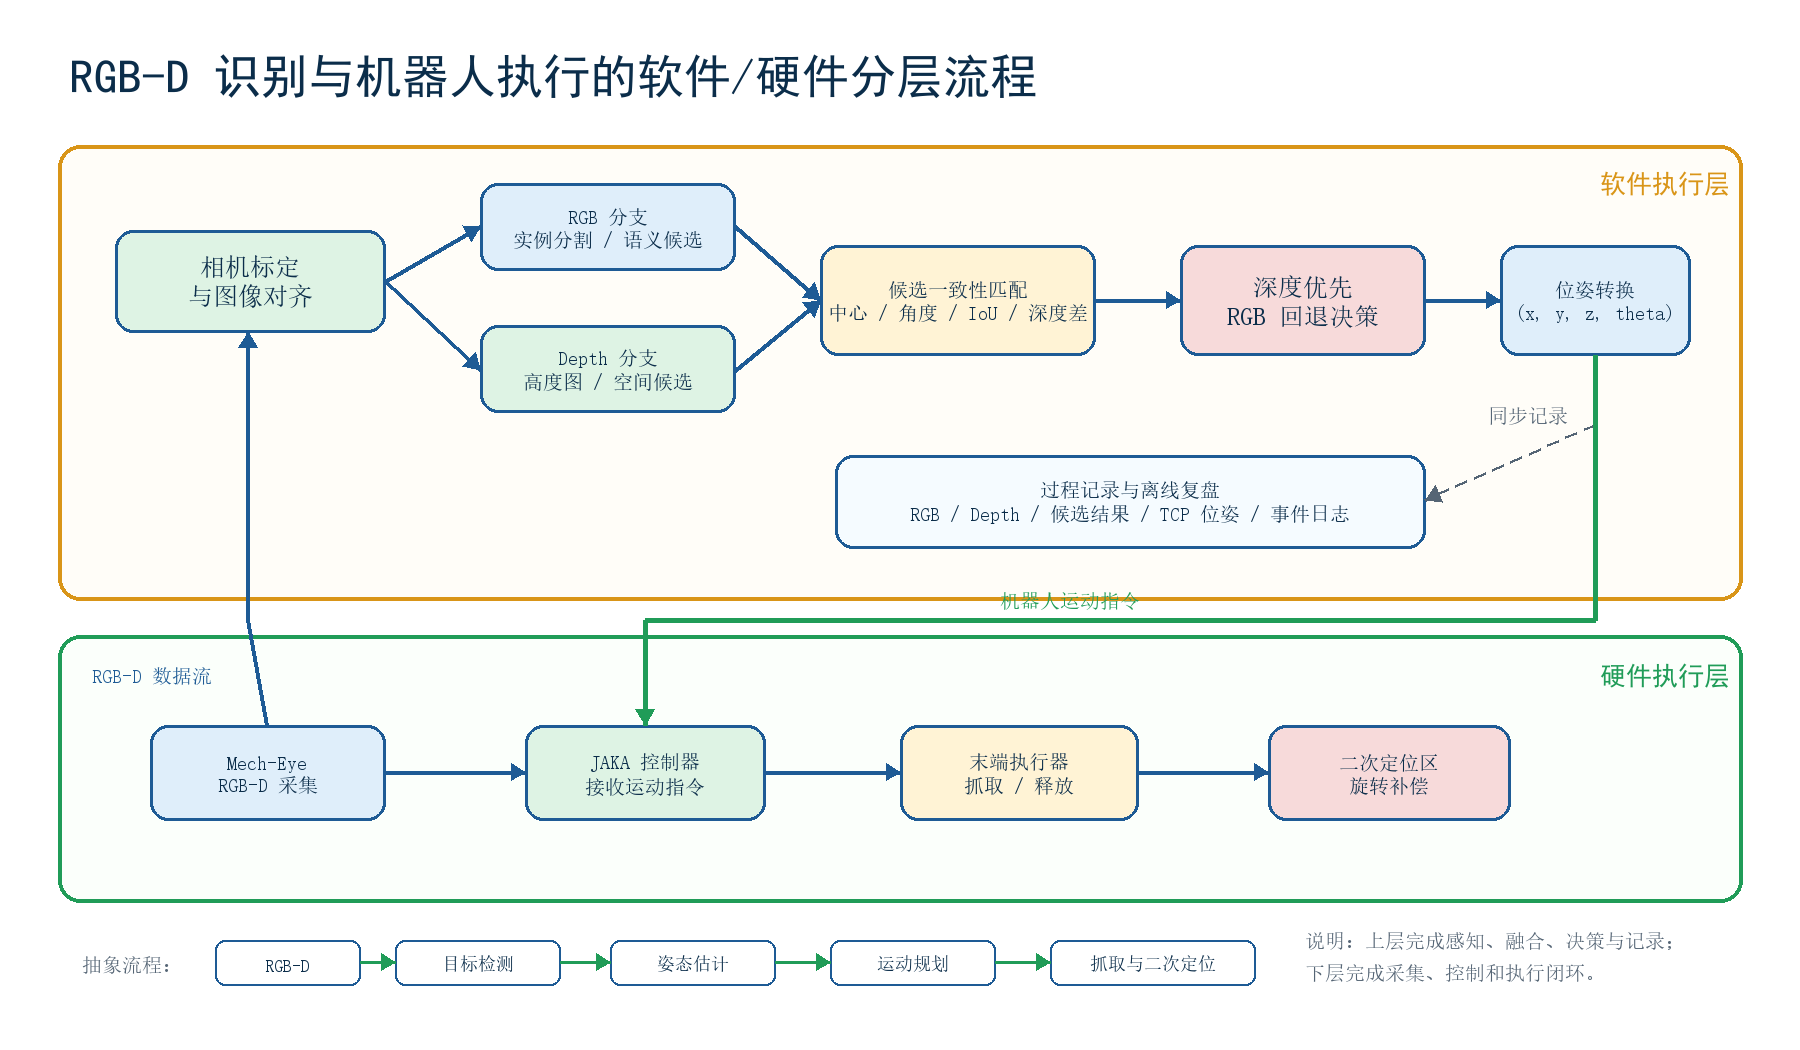 RGB-D 识别与机器人执行的软件/硬件分层流程
软件执行层
相机标定
与图像对齐
RGB 分支
实例分割 / 语义候选
Depth 分支
高度图 / 空间候选
候选一致性匹配
中心 / 角度 / IoU / 深度差
深度优先
RGB 回退决策
位姿转换
(x, y, z, theta)
同步记录
过程记录与离线复盘
RGB / Depth / 候选结果 / TCP 位姿 / 事件日志
机器人运动指令
RGB-D 数据流
硬件执行层
Mech-Eye
RGB-D 采集
JAKA 控制器
接收运动指令
末端执行器
抓取 / 释放
二次定位区
旋转补偿
抽象流程：
RGB-D
目标检测
姿态估计
运动规划
抓取与二次定位
说明：上层完成感知、融合、决策与记录；
下层完成采集、控制和执行闭环。